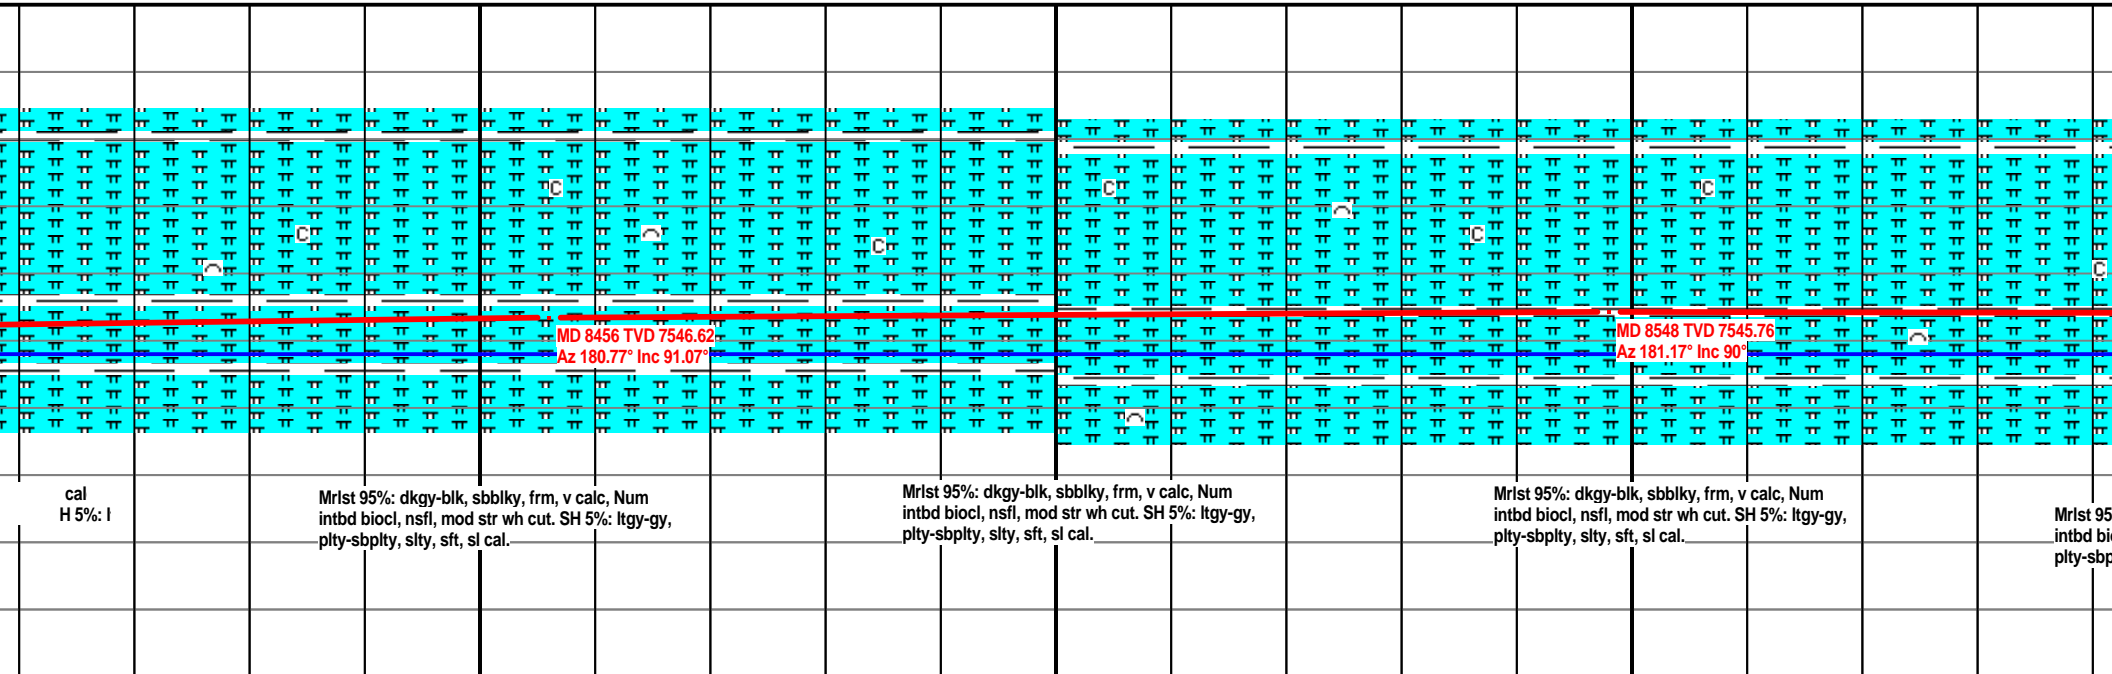 C
C
C
C
C
C
C
C
MD 8456 TVD 7546.62
Az 180.77° Inc 91.07°
MD 8548 TVD 7545.76
Az 181.17° Inc 90°
cal
H 5%:
Mrlst 95%: dkgy-blk, sbblky, frm, v calc, Num
intbd biocl, nsfl, mod str wh cut. SH 5%: ltgy-gy,
plty-sbplty, slty, sft, sl cal.
Mrlst 95%: dkgy-blk, sbblky, frm, v calc, Num
intbd biocl, nsfl, mod str wh cut. SH 5%: ltgy-gy,
plty-sbplty, slty, sft, sl cal.
Mrlst 95%: dkgy-blk, sbblky, frm, v calc, Num
intbd biocl, nsfl, mod str wh cut. SH 5%: ltgy-gy,
plty-sbplty, slty, sft, sl cal.
Mrlst 95
intbd bi
plty-sbp